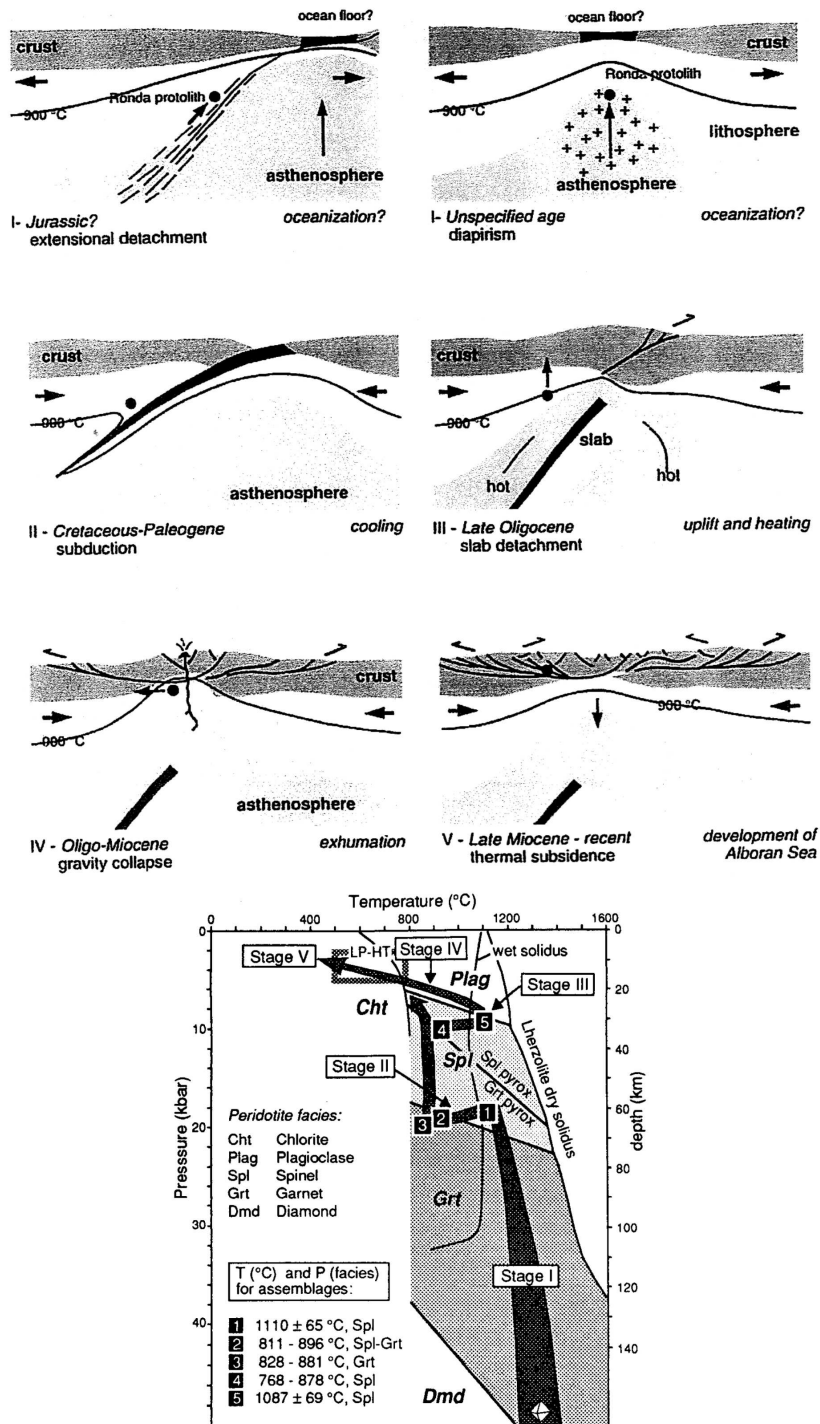 ocean floor?
crust
Ronda protolith
900 °C
asthenosphere
I- Jurassic? oceanization?
extensional detachment
ocean floor?
crust
Ronda protolith
900 °C
lithosphere
asthenosphere
I- Unspecified age oceanization?
diapirism
crust
900 °C
asthenosphere
II - Cretaceous-Paleogene cooling
subduction
crust
900 °C
slab
hot
hot
III - Late Oligocene uplift and heating
slab detachment
crust
900 °C
asthenosphere
IV - Oligo-Miocene exhumation
gravity collapse
900 °C
V - Late Miocene - recent development of
thermal subsidence Alboran Sea
Temperature (°C)
0 400 800 1200 1600
0 0
Stage V
LP-HT
Stage IV
wet solidus
Plag
Stage III
20
Cht
5
4
10
40
Lherzolite dry solidus
Spl
Spl pyrox
Grt pyrox
Stage II
1
2
3
60
20
Presssure (kbar)
depth (km)
Peridotite facies:
Cht Chlorite
Plag Plagioclase
Spl Spinel
Grt Garnet
Dmd Diamond
80
Grt
30
100
Stage I
120
T (°C) and P (facies)
for assemblages:
40
1 1110 ± 65 °C, Spl
2 811 - 896 °C, Spl-Grt
3 828 - 881 °C, Grt
4 768 - 878 °C, Spl
5 1087 ± 69 °C, Spl
140
Dmd